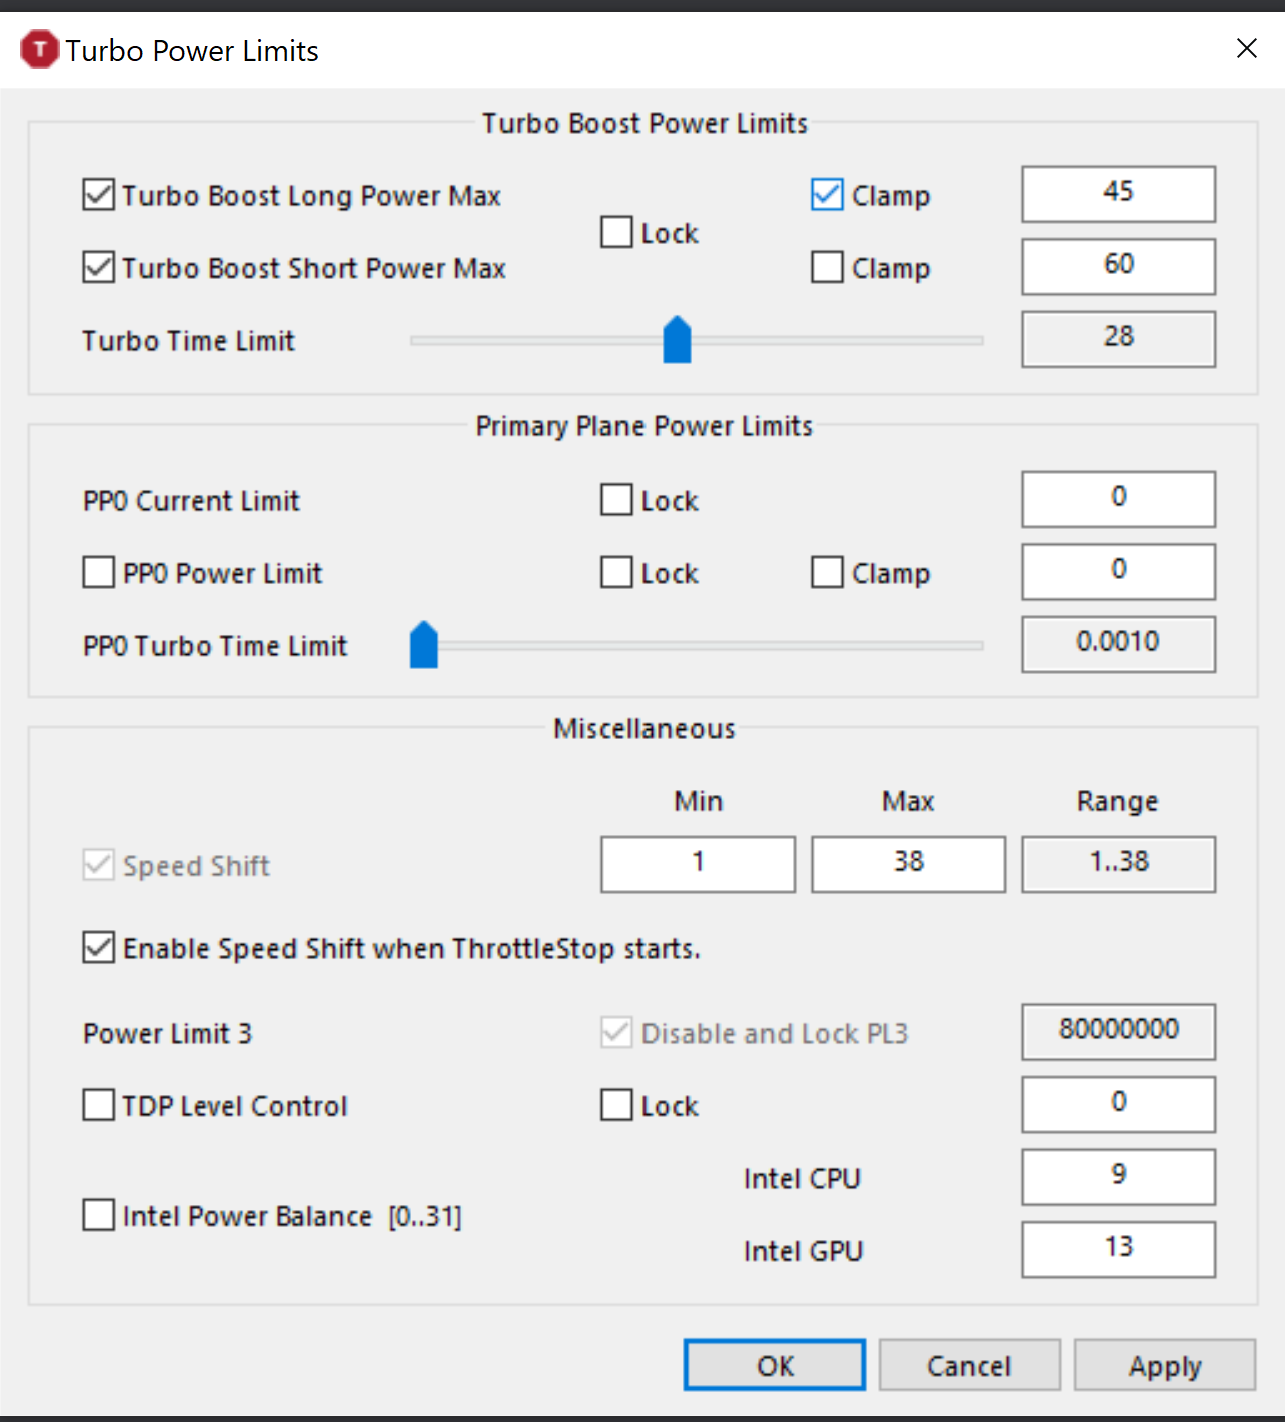 T Turbo Power Limits
Turbo Boost Power Limits
Turbo Boost Long Power Max Clamp 45
Lock
Turbo Boost Short Power Max Clamp 60
Turbo Time Limit 28
Primary Plane Power Limits
PP0 Current Limit Lock 0
PP0 Power Limit Lock Clamp 0
PP0 Turbo Time Limit 0.0010
Miscellaneous
Min Max Range
Speed Shift 1 38 1..38
Enable Speed Shift when ThrottleStop starts.
Power Limit 3 Disable and Lock PL3 80000000
TDP Level Control Lock 0
Intel CPU 9
Intel Power Balance [0..31]
Intel GPU 13
OK Cancel Apply